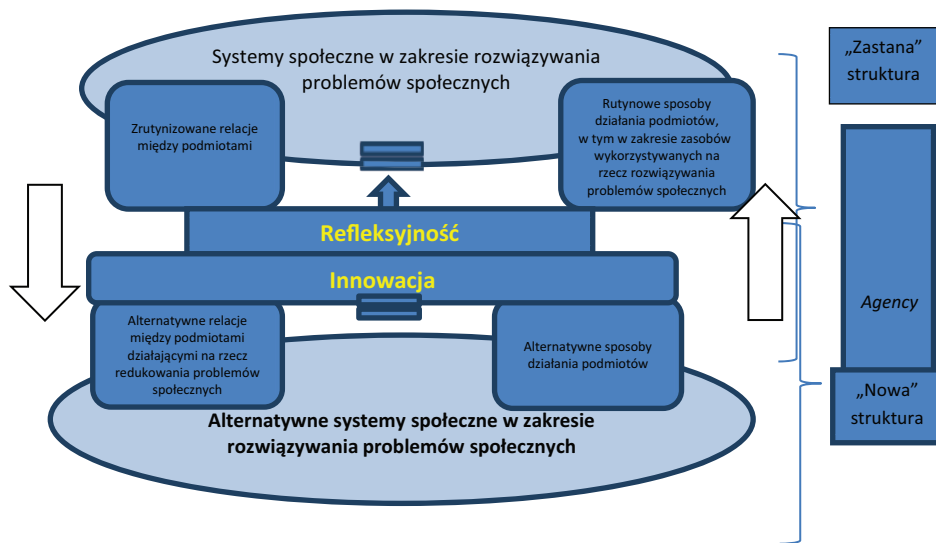 Systemy społeczne w zakresie rozwiązywania
problemów społecznych
Zrutynizowane relacje
między podmiotami
Rutynowe sposoby
działania podmiotów,
w tym w zakresie zasobów
wykorzystywanych na
rzecz rozwiązywania
problemów społecznych
Refleksyjność
Innowacja
Alternatywne relacje
między podmiotami
działającymi na rzecz
redukowania problemów
społecznych
Alternatywne sposoby
działania podmiotów
Alternatywne systemy społeczne w zakresie
rozwiązywania problemów społecznych
„Zastana”
struktura
Agency
„Nowa”
struktura